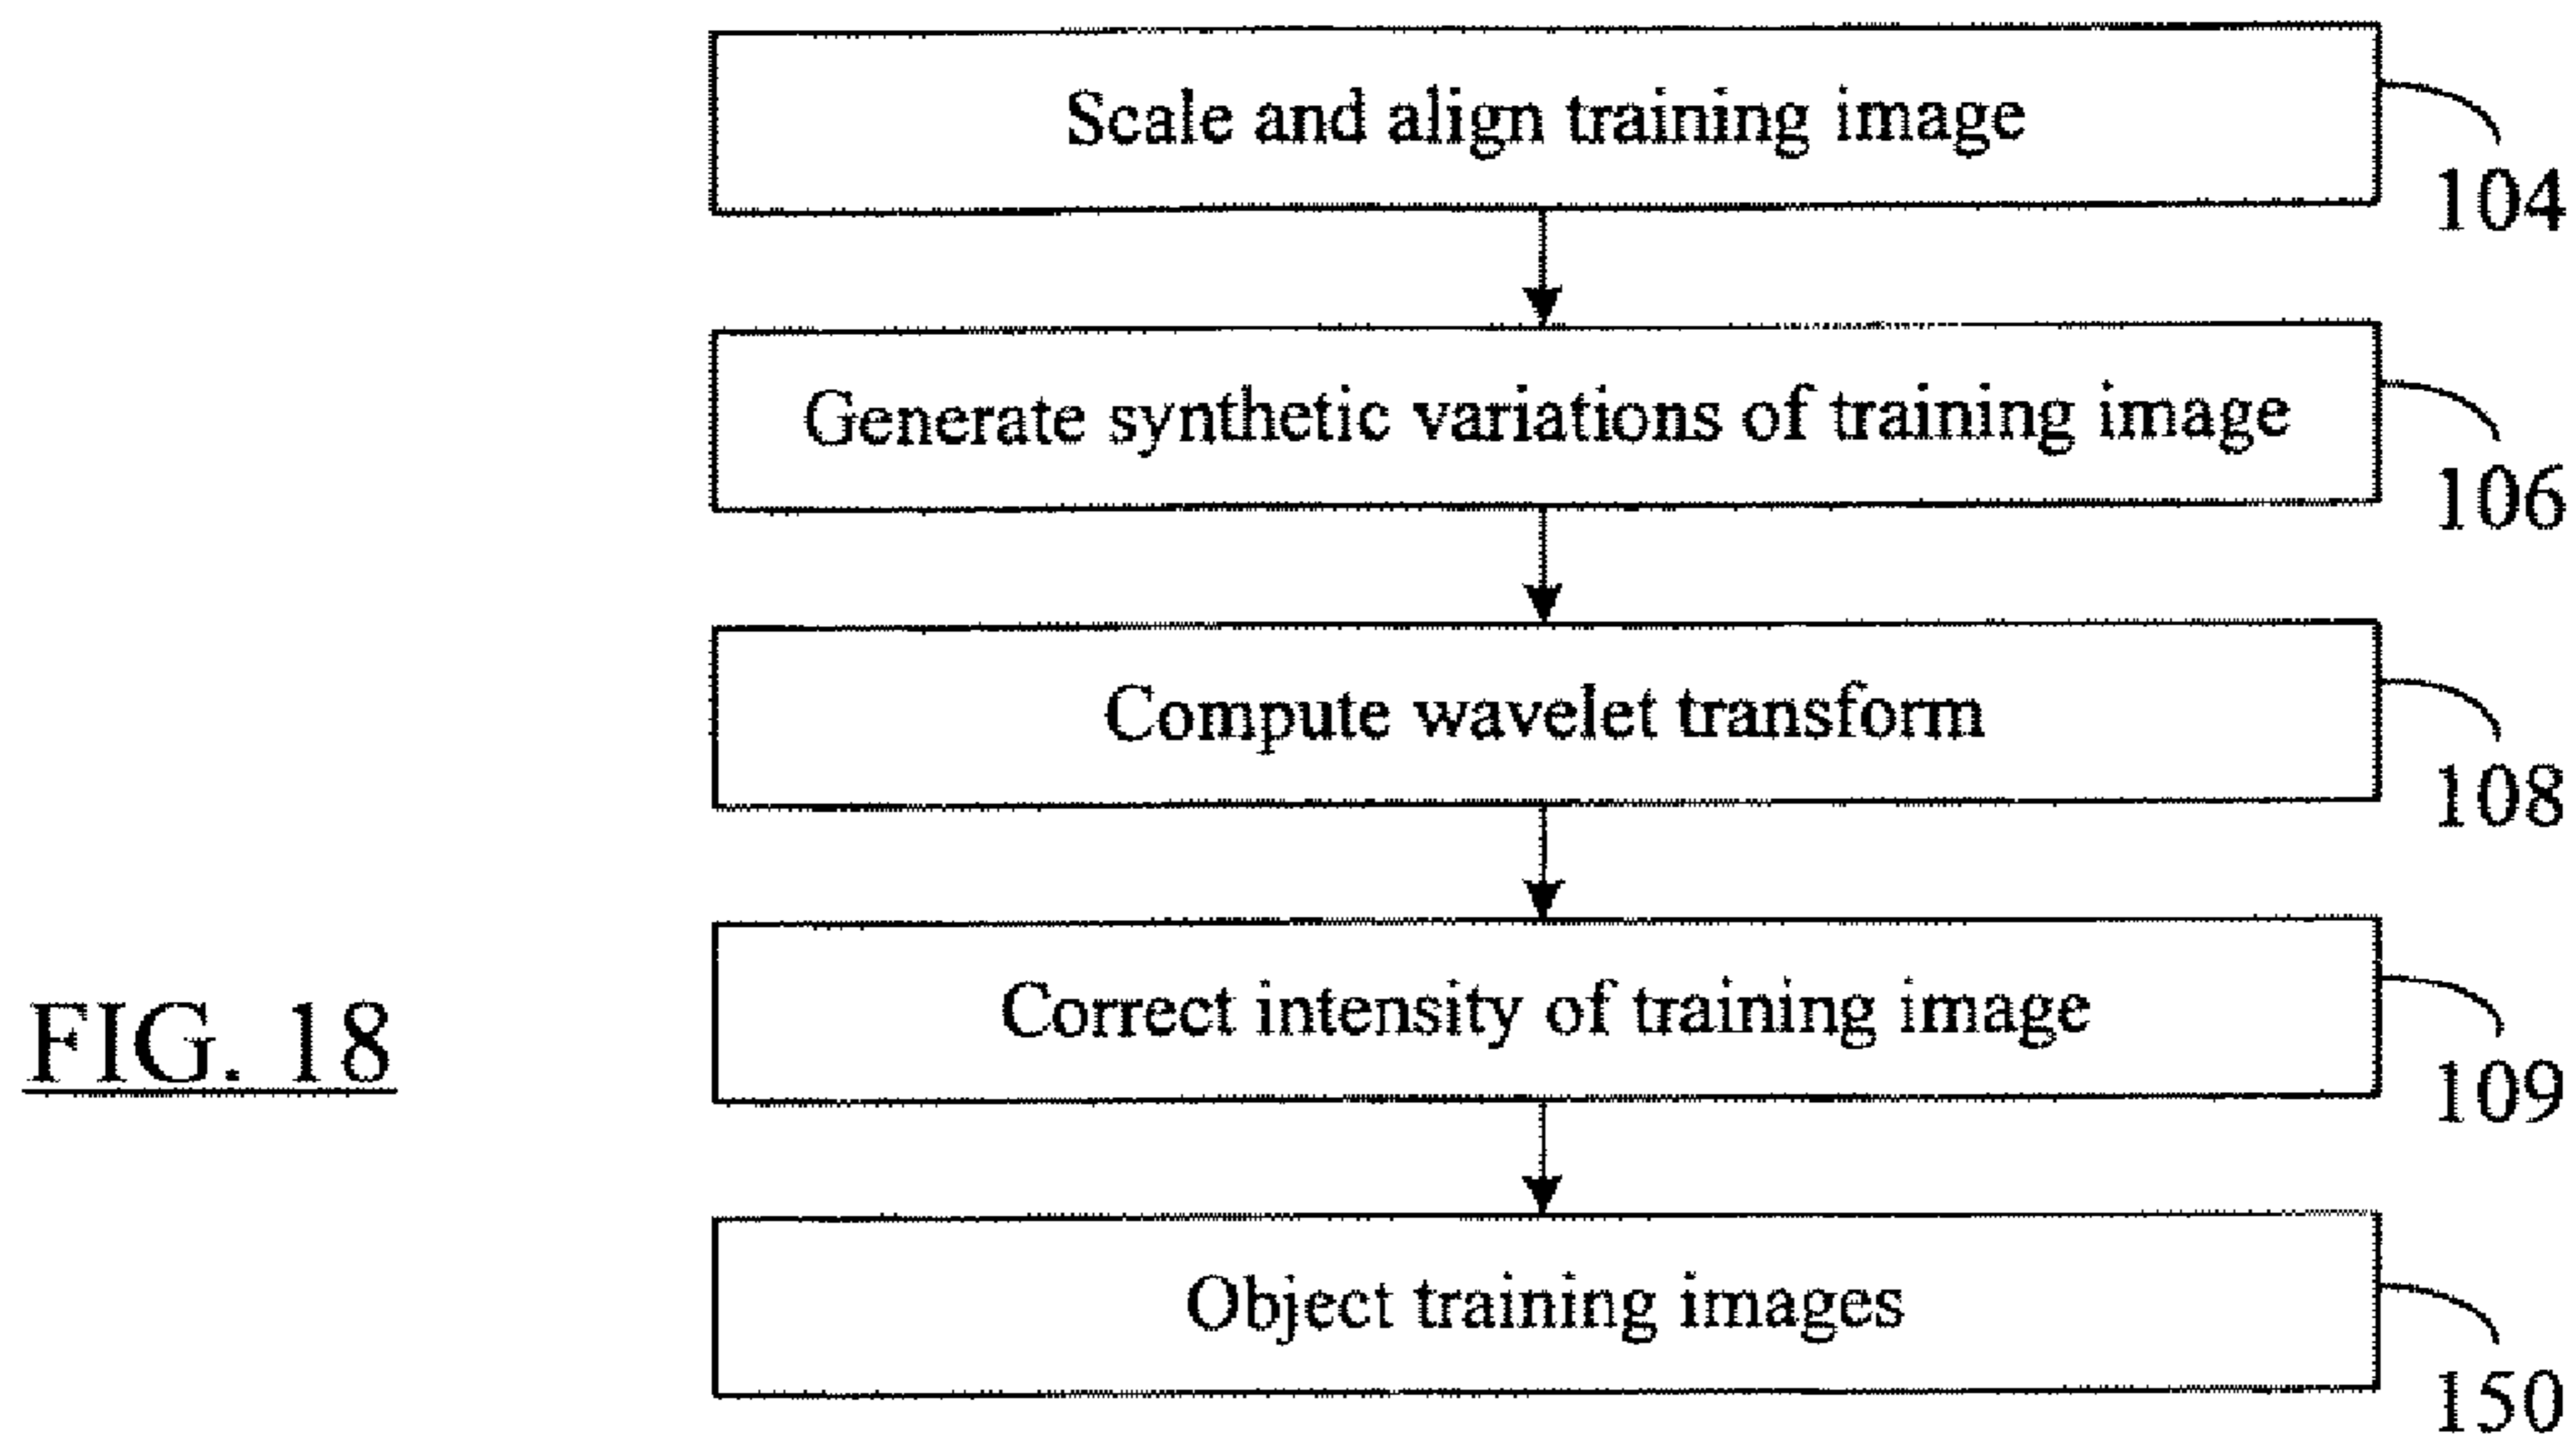 Scale and align training image
104
Generate synthetic variations of training image
106
Compute wavelet transform
108
Correct intensity of training image
109
FIG. 18
Object training images
150